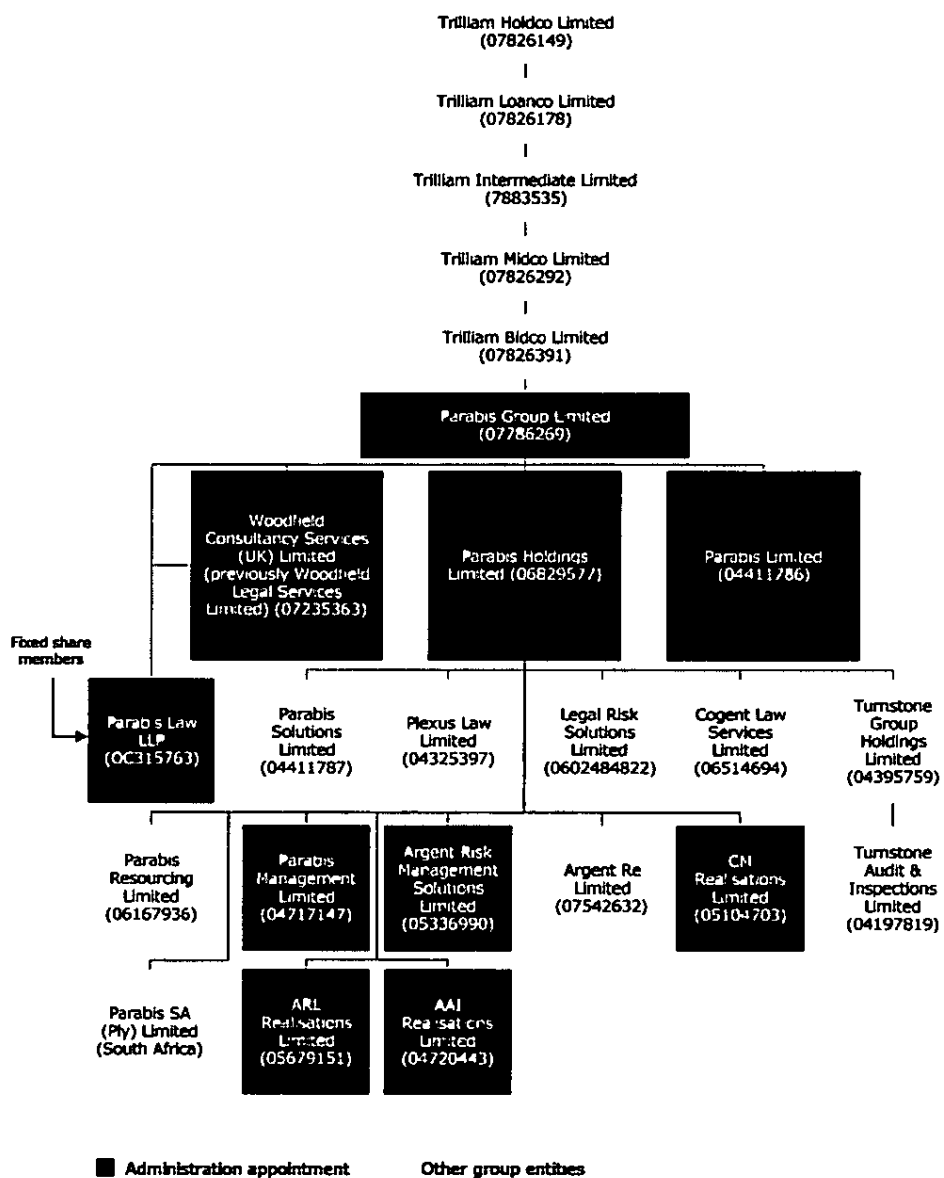 Trilliam Holdco Limited
(07826149)
Trilliam Loanco Limited
(07826178)
Trilliam Intermediate Limited
(7883535)
Trilliam Midco Limited
(07826292)
Trilliam Bidco Limited
(07826391)
Parabis Group Limited
(07786269)
Woodfield
Consultancy Services
(UK) Limited
(previously Woodfield
Legal Services
Limited) (07235363)
Parabis Holdings
Limited (06829577)
Parabis Limited
(04411786)
Fixed share
members
Parabis Law
LLP
(OC315763)
Parabis
Solutions
Limited
(04411787)
Plexus Law
Limited
(04325397)
Legal Risk
Solutions
Limited
(0602484822)
Cogent Law
Services
Limited
(06514694)
Turnstone
Group
Holdings
Limited
(04395759)
Parabis
Resourcing
Limited
(06167936)
Parabis
Management
Limited
(04717147)
Argent Risk
Management
Solutions
Limited
(05336990)
Argent Re
Limited
(07542632)
CM
Realisations
Limited
(05104703)
Turnstone
Audit &
Inspections
Limited
(04197819)
Parabis SA
(Ply) Limited
(South Africa)
ARL
Realisations
Limited
(05679151)
AAI
Realisations
Limited
(04720443)
Administration appointment
Other group entities